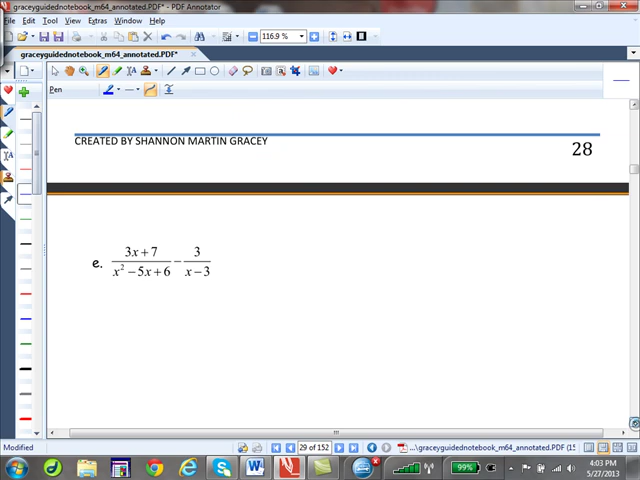 graceyguidednotebook_m64_annotated.PDF* - PDF Annotator
File Edit View Tool Extras Window Help
116.9 %
graceyguidednotebook_m64_annotated.PDF*
Pen
CREATED BY SHANNON MARTIN GRACEY
28
e. (3x + 7)/(x² − 5x + 6) − 3/(x − 3)
Modified
29 of 152
...\graceyguidednotebook_m64_annotated.PDF (15
99%
4:03 PM
5/27/2013